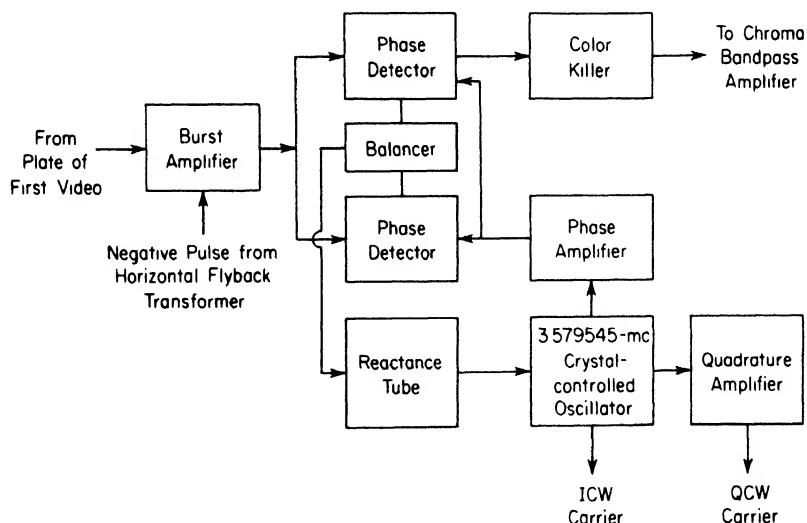 Phase
Detector
Color
Killer
To Chroma
Bandpass
Amplifier
From
Plate of
First Video
Burst
Amplifier
Balancer
Negative Pulse from
Horizontal Flyback
Transformer
Phase
Detector
Phase
Amplifier
Reactance
Tube
3 579545-mc
Crystal-
controlled
Oscillator
Quadrature
Amplifier
ICW
Carrier
QCW
Carrier